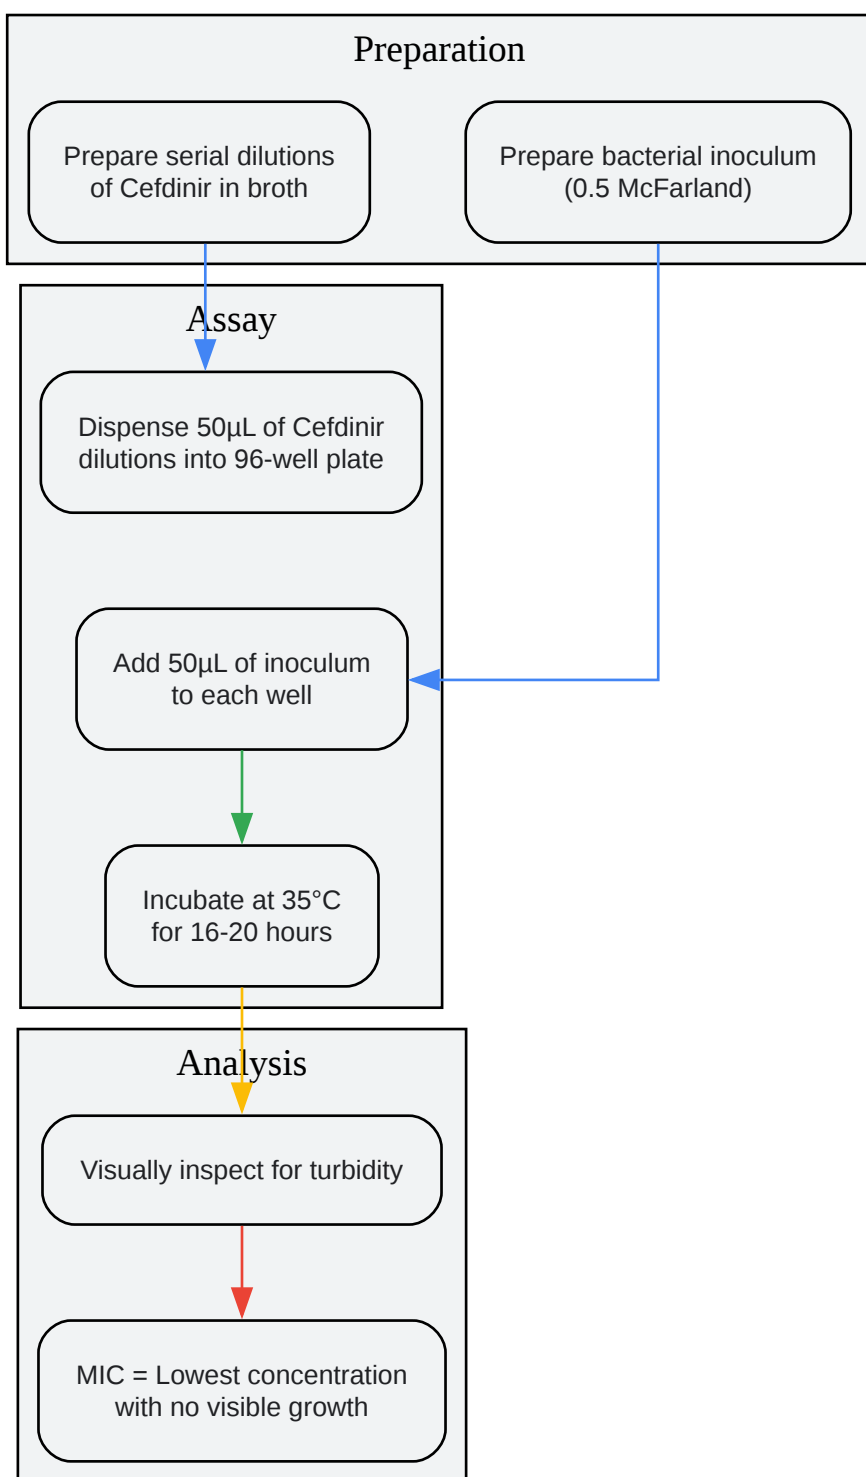 Preparation
Prepare serial dilutions
of Cefdinir in broth
Prepare bacterial inoculum
(0.5 McFarland)
Assay
Dispense 50µL of Cefdinir
dilutions into 96-well plate
Add 50µL of inoculum
to each well
Incubate at 35°C
for 16-20 hours
Analysis
Visually inspect for turbidity
MIC = Lowest concentration
with no visible growth